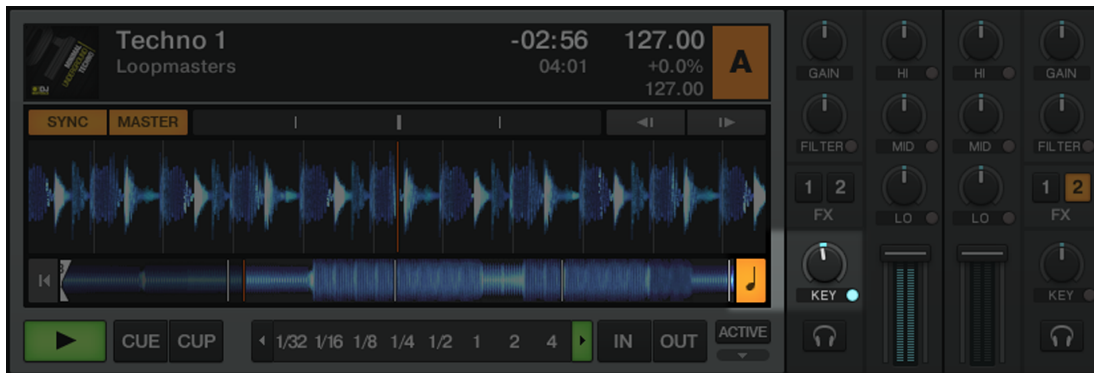 Techno 1
Loopmasters
-02:56
04:01
127.00
+0.0%
127.00
A
SYNC MASTER
CUE CUP
1/32 1/16 1/8 1/4 1/2 1 2 4
IN OUT
ACTIVE
GAIN HI HI GAIN
FILTER MID MID FILTER
1 2
FX
LO LO
1 2
FX
KEY
KEY